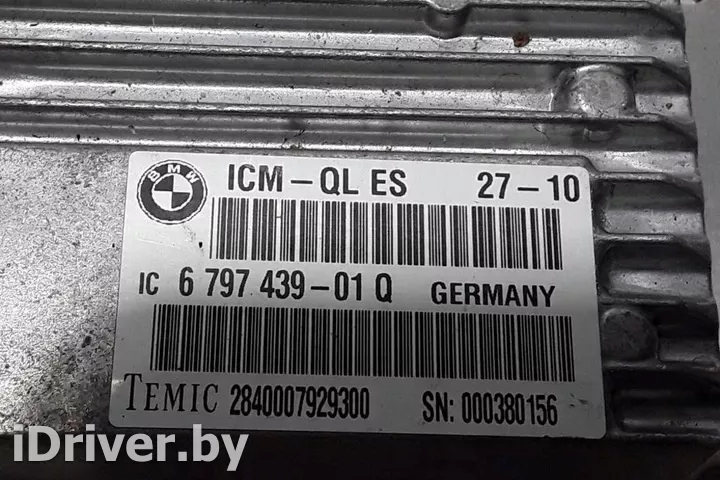 BMW
ICM-QL ES 27-10
IC 6 797 439-01 Q GERMANY
TEMIC 2840007929300 SN: 000380156
iDriver.by